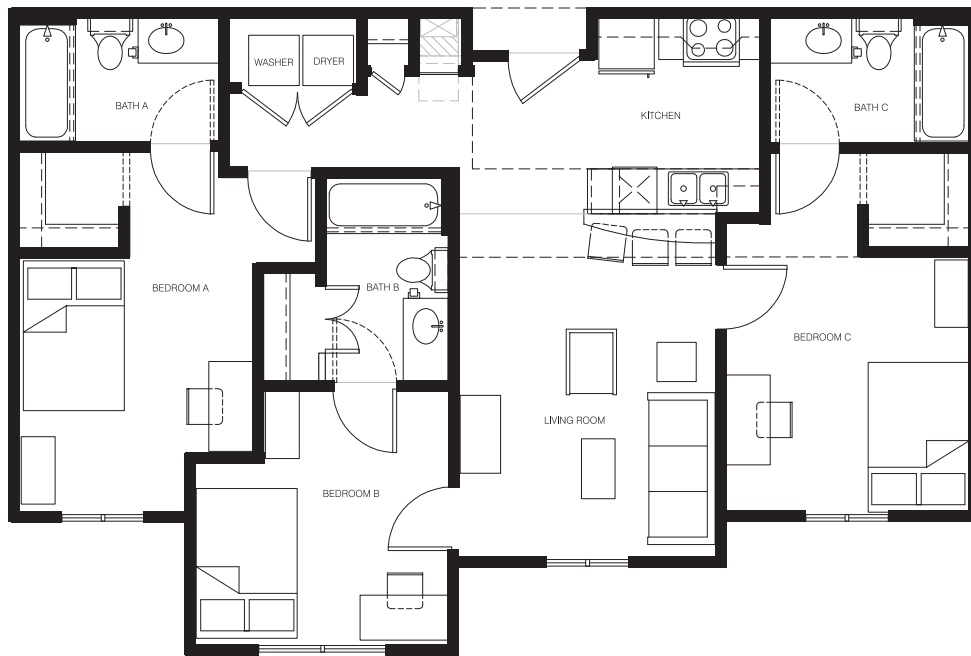 WASHER
DRYER
BATH A
KITCHEN
BATH C
BEDROOM A
BATH B
BEDROOM C
LIVING ROOM
BEDROOM B